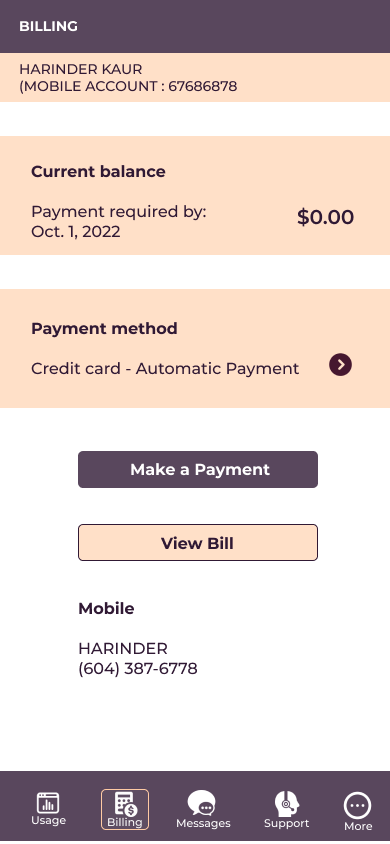 BILLING
HARINDER KAUR
(MOBILE ACCOUNT : 67686878
Current balance
Payment required by:
Oct. 1, 2022
$0.00
Payment method
Credit card - Automatic Payment
Make a Payment
View Bill
Mobile
HARINDER
(604) 387-6778
Usage
Billing
Messages
Support
More